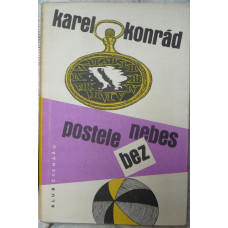 karel
konrád
postele nebes
bez
KLUB ČTENÁŘŮ